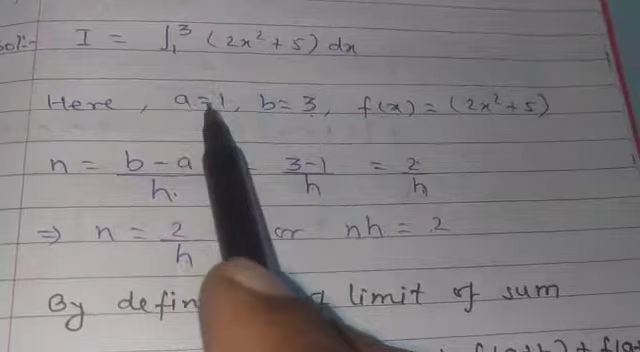 Sol:- I = ∫₁³ (2x² + 5) dx
Here, a=1, b=3, f(x) = (2x²+5)
n = b-a/h 3-1/h = 2/h
⇒ n = 2/h or nh = 2
By limit of sum